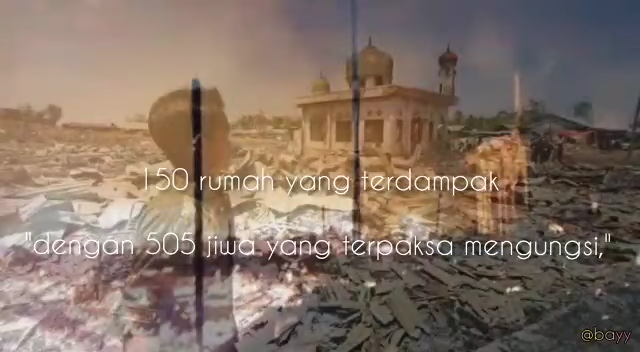 150 rumah yang terdampak
"dengan 505 jiwa yang terpaksa mengungsi,"
@bayy